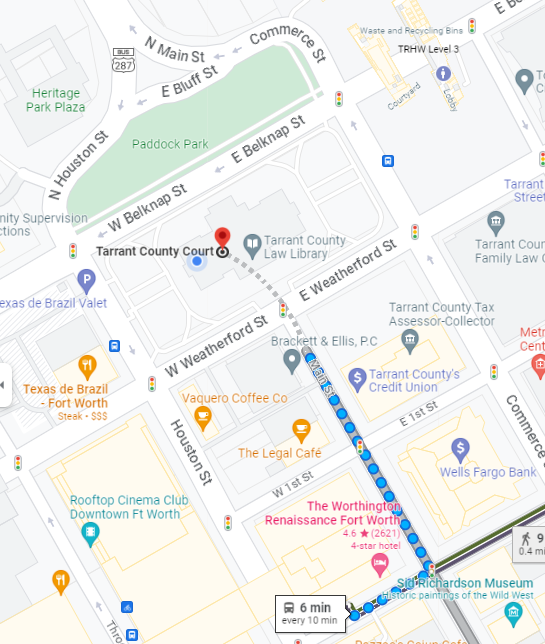 E Be
Commerce St
N Main St
BUS
287
Waste and Recycling Bins
TRHW Level 3
E Bluff St
Heritage
Park Plaza
Courtyard
Lobby
Paddock Park
E Belknap St
N Houston St
W Belknap St
Tarrant
Street
nity Supervision
ctions
Tarrant County Court
Tarrant County
Law Library
Tarrant Coun
Family Law C
E Weatherford St
P
exas de Brazil Valet
Tarrant County Tax
Assessor-Collector
W Weatherford St
Brackett & Ellis, P.C
Metr
Cent
Main St
Tarrant County's
Credit Union
Texas de Brazil
- Fort Worth
Steak • $$$
Vaquero Coffee Co
E 1st St
Commerce
Houston St
The Legal Café
Wells Fargo Bank
W 1st St
Rooftop Cinema Club
Downtown Ft Worth
The Worthington
Renaissance Fort Worth
4.6 ★ (2621)
4-star hotel
9
0.4 mi
Sid Richardson Museum
Historic paintings of the Wild West
6 min
every 10 min
Thro